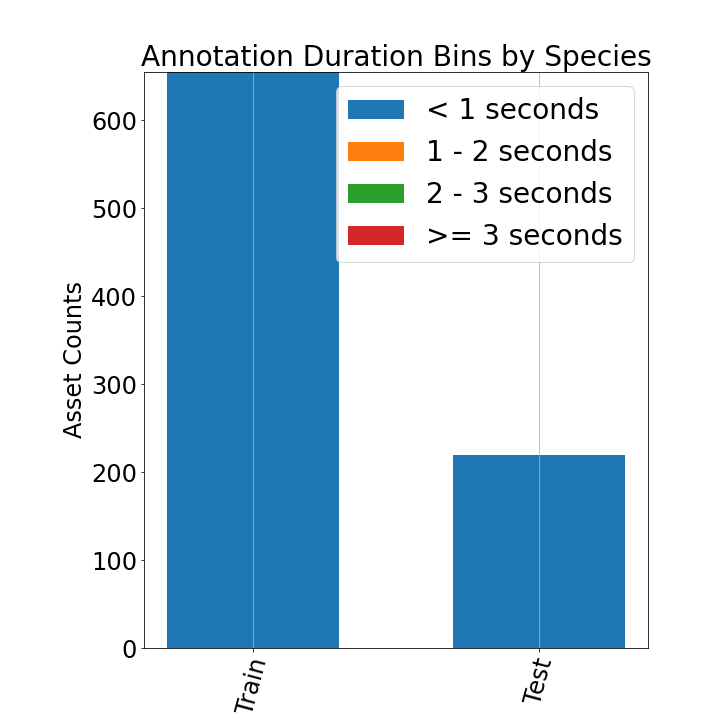 Annotation Duration Bins by Species
< 1 seconds
1 - 2 seconds
2 - 3 seconds
>= 3 seconds
Asset Counts
600
500
400
300
200
100
0
Train
Test